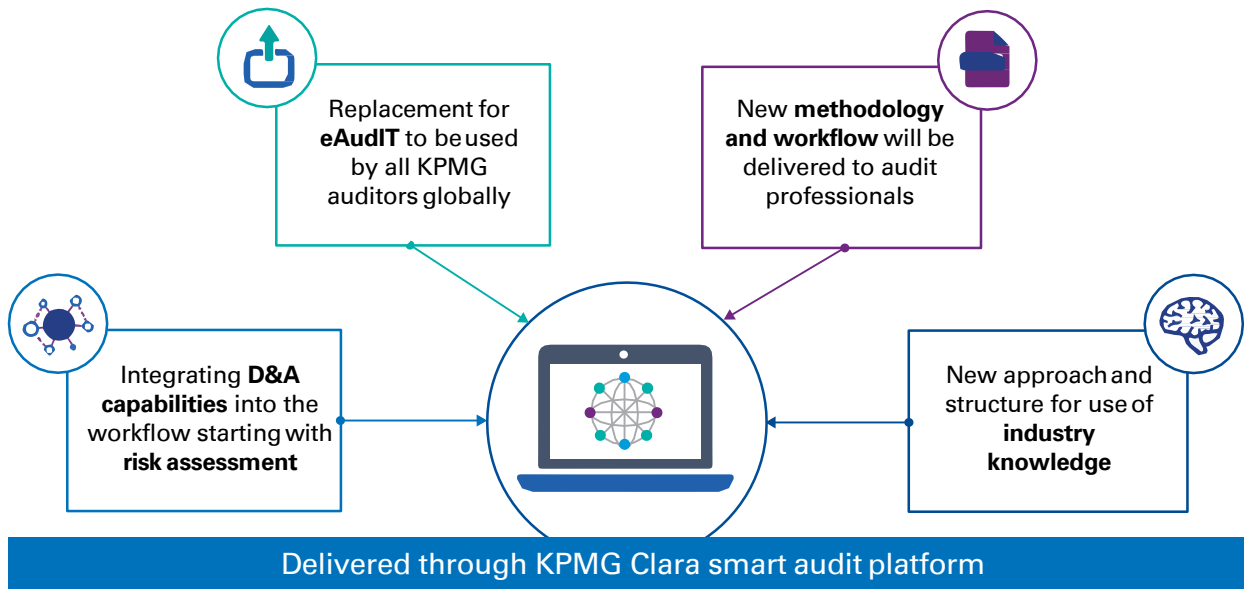 Replacement for
eAudIT to be used
by all KPMG
auditors globally
New methodology
and workflow will be
delivered to audit
professionals
Integrating D&A
capabilities into the
workflow starting with
risk assessment
New approach and
structure for use of
industry
knowledge
Delivered through KPMG Clara smart audit platform